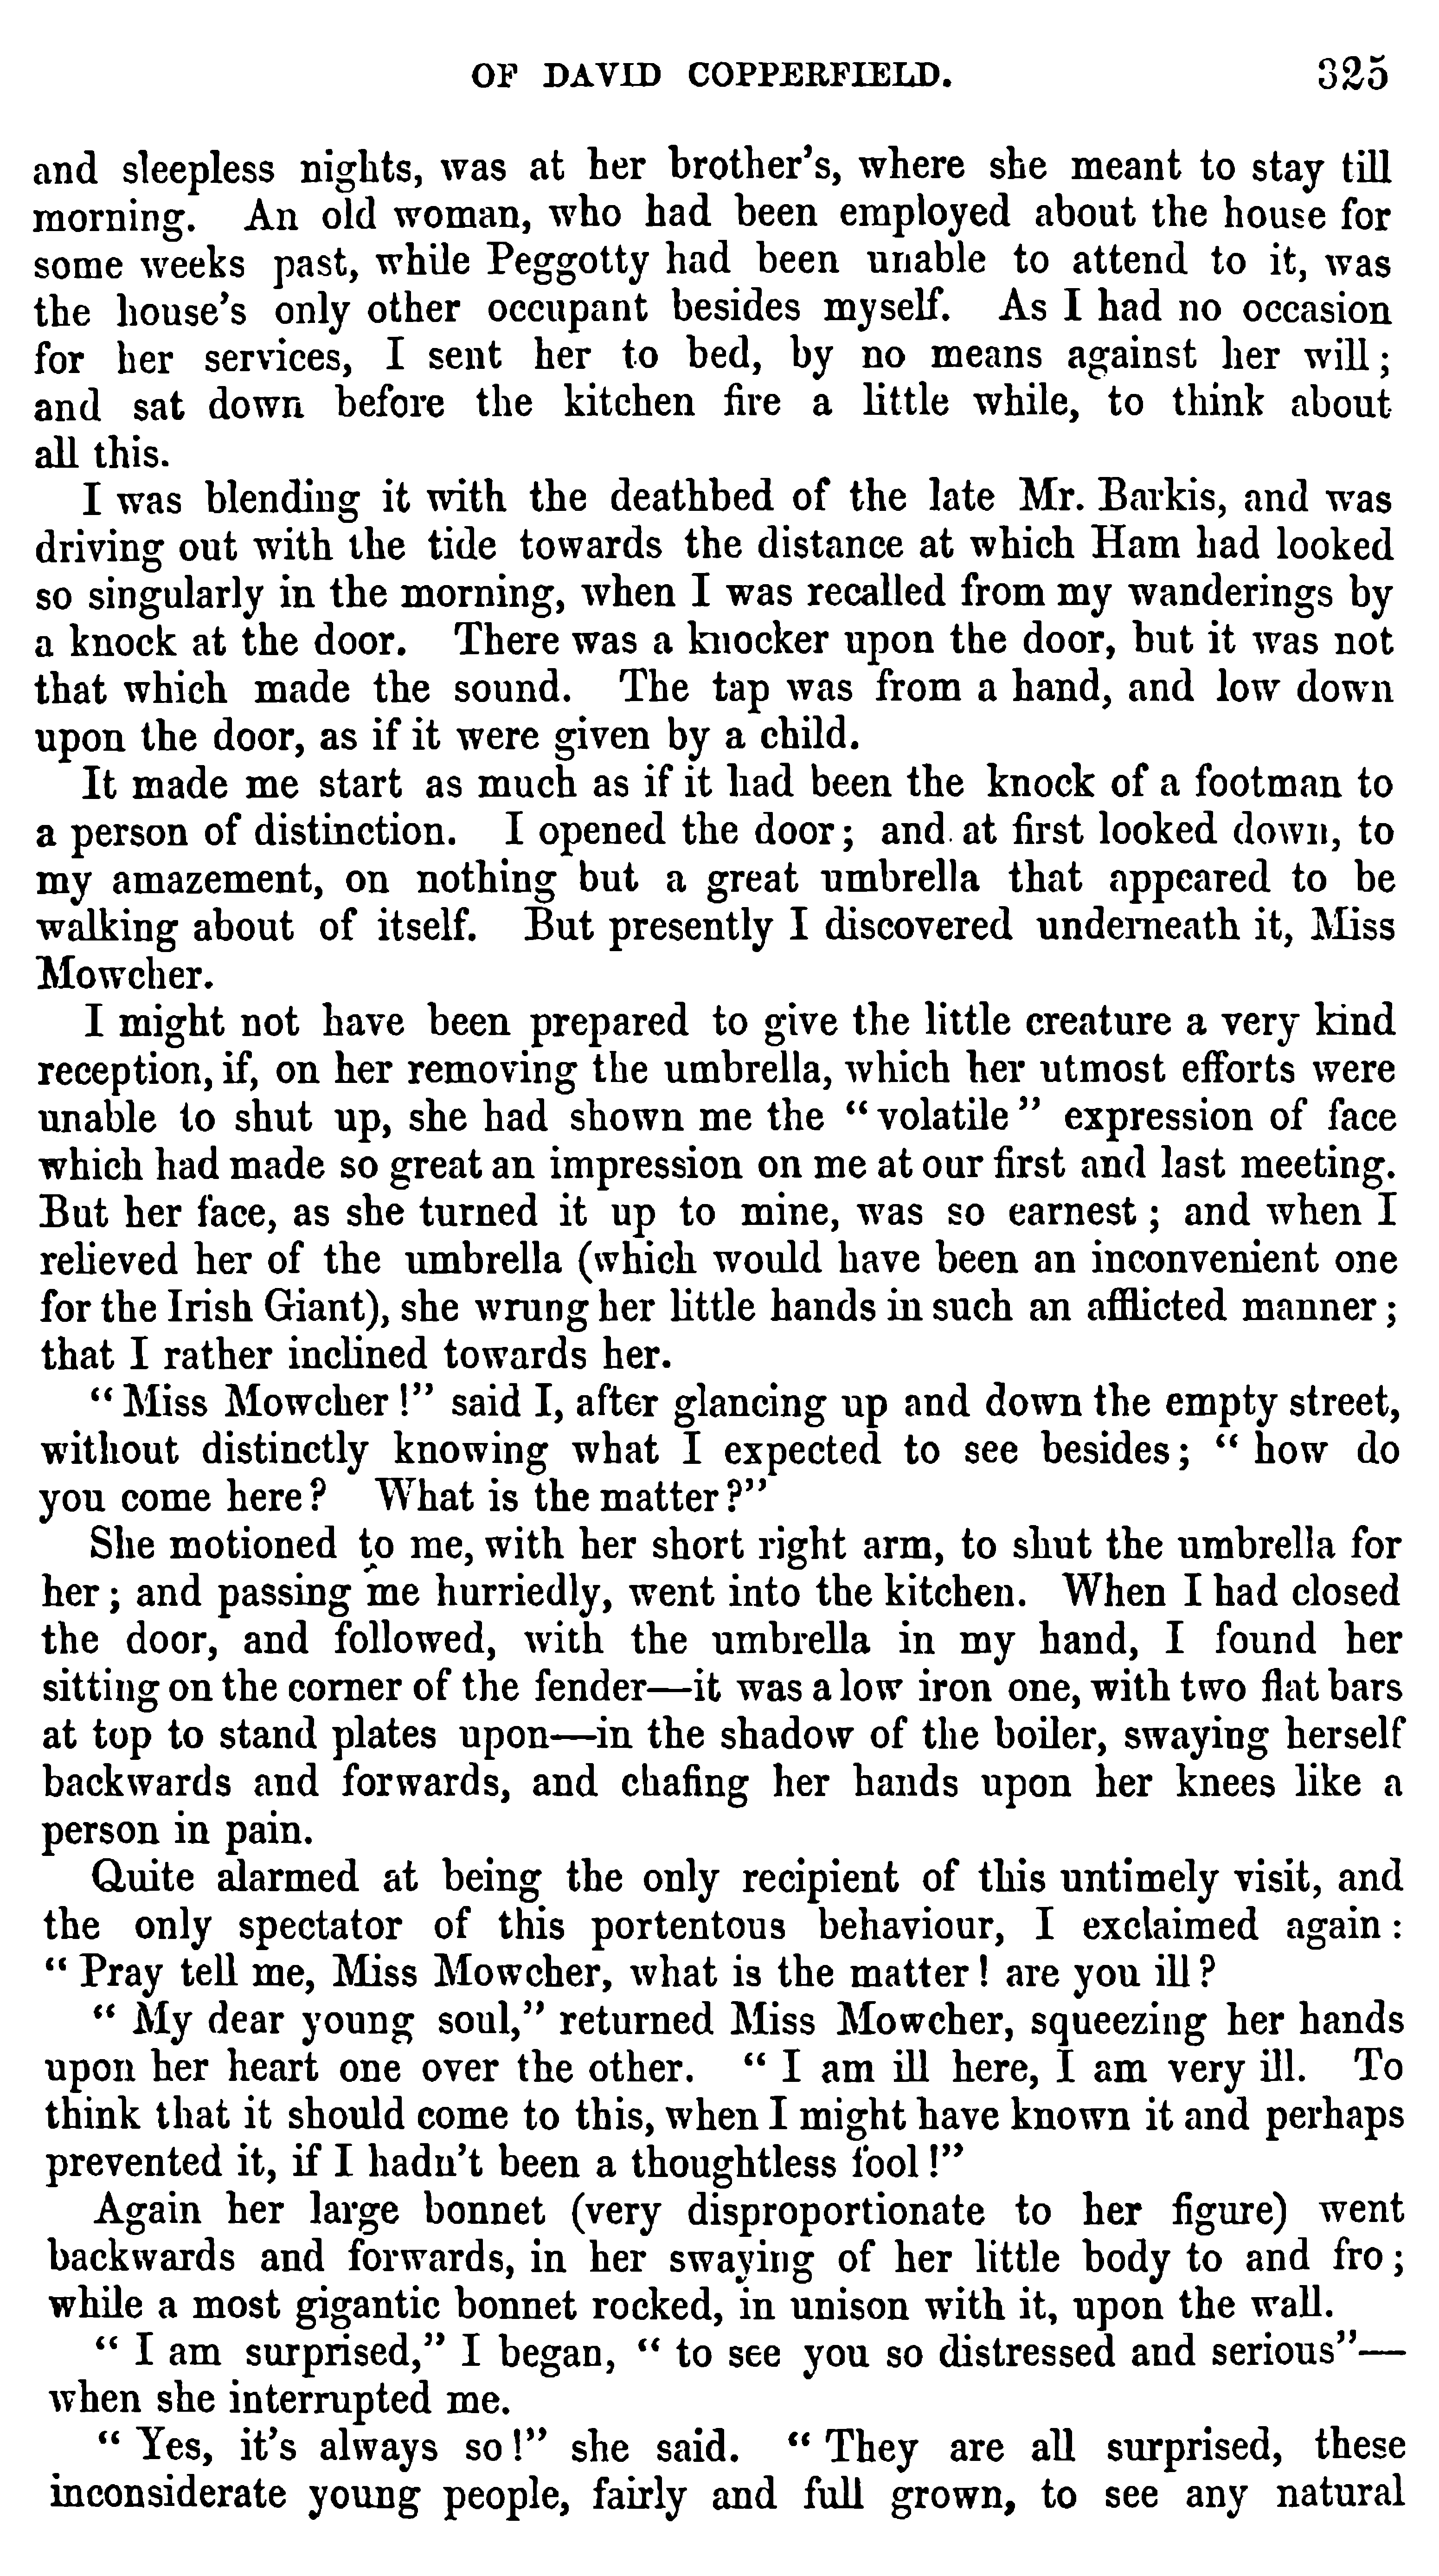 OF DAVID COPPERFIELD. 325
and sleepless nights, was at her brother's, where she meant to stay till
morning. An old woman, who had been employed about the house for
some weeks past, while Peggotty had been unable to attend to it, was
the house's only other occupant besides myself. As I had no occasion
for her services, I sent her to bed, by no means against her will;
and sat down before the kitchen fire a little while, to think about
all this.
I was blending it with the deathbed of the late Mr. Barkis, and was
driving out with the tide towards the distance at which Ham had looked
so singularly in the morning, when I was recalled from my wanderings by
a knock at the door. There was a knocker upon the door, but it was not
that which made the sound. The tap was from a hand, and low down
upon the door, as if it were given by a child.
It made me start as much as if it had been the knock of a footman to
a person of distinction. I opened the door; and at first looked down, to
my amazement, on nothing but a great umbrella that appeared to be
walking about of itself. But presently I discovered underneath it, Miss
Mowcher.
I might not have been prepared to give the little creature a very kind
reception, if, on her removing the umbrella, which her utmost efforts were
unable to shut up, she had shown me the "volatile" expression of face
which had made so great an impression on me at our first and last meeting.
But her face, as she turned it up to mine, was so earnest; and when I
relieved her of the umbrella (which would have been an inconvenient one
for the Irish Giant), she wrung her little hands in such an afflicted manner;
that I rather inclined towards her.
"Miss Mowcher!" said I, after glancing up and down the empty street,
without distinctly knowing what I expected to see besides; "how do
you come here? What is the matter?"
She motioned to me, with her short right arm, to shut the umbrella for
her; and passing me hurriedly, went into the kitchen. When I had closed
the door, and followed, with the umbrella in my hand, I found her
sitting on the corner of the fender—it was a low iron one, with two flat bars
at top to stand plates upon—in the shadow of the boiler, swaying herself
backwards and forwards, and chafing her hands upon her knees like a
person in pain.
Quite alarmed at being the only recipient of this untimely visit, and
the only spectator of this portentous behaviour, I exclaimed again:
"Pray tell me, Miss Mowcher, what is the matter! are you ill?
"My dear young soul," returned Miss Mowcher, squeezing her hands
upon her heart one over the other. "I am ill here, I am very ill. To
think that it should come to this, when I might have known it and perhaps
prevented it, if I hadn't been a thoughtless fool!"
Again her large bonnet (very disproportionate to her figure) went
backwards and forwards, in her swaying of her little body to and fro;
while a most gigantic bonnet rocked, in unison with it, upon the wall.
"I am surprised," I began, "to see you so distressed and serious"—
when she interrupted me.
"Yes, it's always so!" she said. "They are all surprised, these
inconsiderate young people, fairly and full grown, to see any natural